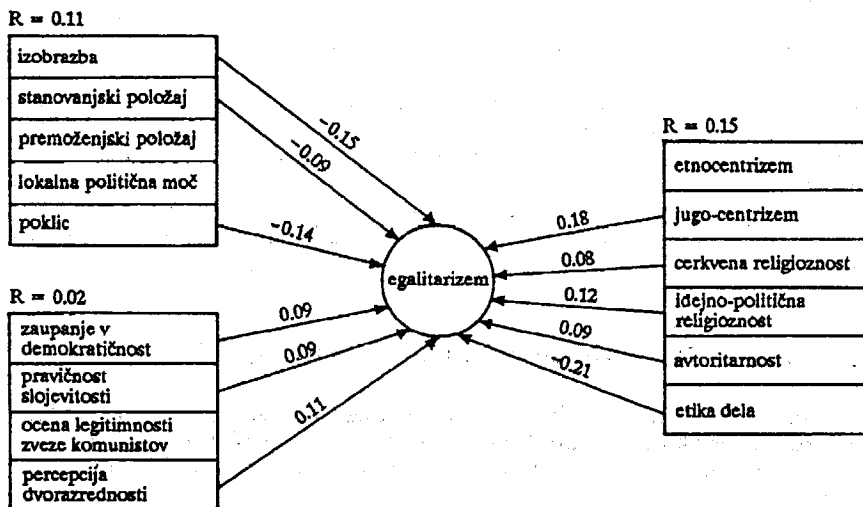 R = 0.11
izobrazba
stanovanjski položaj
premoženjski položaj
lokalna politična moč
poklic
-0.15
-0.09
-0.14
R = 0.02
zaupanje v
demokratičnost
pravičnost
slojevitosti
ocena legitimnosti
zveze komunistov
percepcija
dvorazrednosti
0.09
0.09
0.11
egalitarizem
R = 0.15
etnocentrizem
jugo-centrizem
cerkvena religioznost
idejno-politična
religioznost
avtoritarnost
etika dela
0.18
0.08
0.12
0.09
-0.21